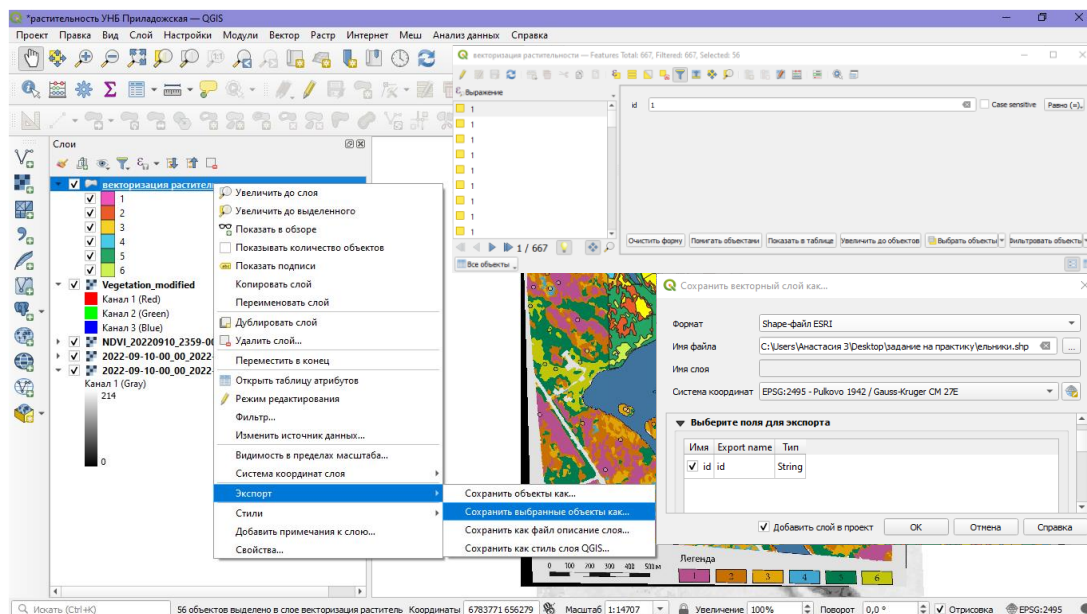 *растительность УНБ Приладожская — QGIS
Проект Правка Вид Слой Настройки Модули Вектор Растр Интернет Меш Анализ данных Справка
векторизация растительности — Features Total: 667, Filtered: 667, Selected: 56
Выражение
1
1
1
1
1
1
1
1
1
id 1
Case sensitive
Равно (=)
1 / 667
Очистить форму
Помигать объектами
Показать в таблице
Увеличить до объектов
Выбрать объекты
Фильтровать объекты
Все объекты
Слои
векторизация растител
1
2
3
4
5
6
Vegetation_modified
Канал 1 (Red)
Канал 2 (Green)
Канал 3 (Blue)
NDVI_20220910_2359-0
2022-09-10-00_00_2022-
2022-09-10-00_00_2022-
Канал 1 (Gray)
214
0
Увеличить до слоя
Увеличить до выделенного
Показать в обзоре
Показывать количество объектов
Показать подписи
Копировать слой
Переименовать слой
Дублировать слой
Удалить слой...
Переместить в конец
Открыть таблицу атрибутов
Режим редактирования
Фильтр...
Изменить источник данных...
Видимость в пределах масштаба...
Система координат слоя
Экспорт
Стили
Добавить примечания к слою...
Свойства...
Сохранить объекты как...
Сохранить выбранные объекты как...
Сохранить как файл описание слоя...
Сохранить как стиль слоя QGIS...
Сохранить векторный слой как...
Формат Shape-файл ESRI
Имя файла C:\Users\Анастасия З\Desktop\задание на практику\ельники.shp
...
Имя слоя
Система координат EPSG:2495 - Pulkovo 1942 / Gauss-Kruger CM 27E
Выберите поля для экспорта
Имя Export name Тип
id id String
Добавить слой в проект
OK
Отмена
Справка
0 100 200 300 400 500 м
Легенда
1 2 3 4 5 6
Искать (Ctrl+K)
56 объектов выделено в слое векторизация раститель
Координаты 6783771 656279
Масштаб 1:14707
Увеличение 100%
Поворот 0,0 °
Отрисовка
EPSG:2495